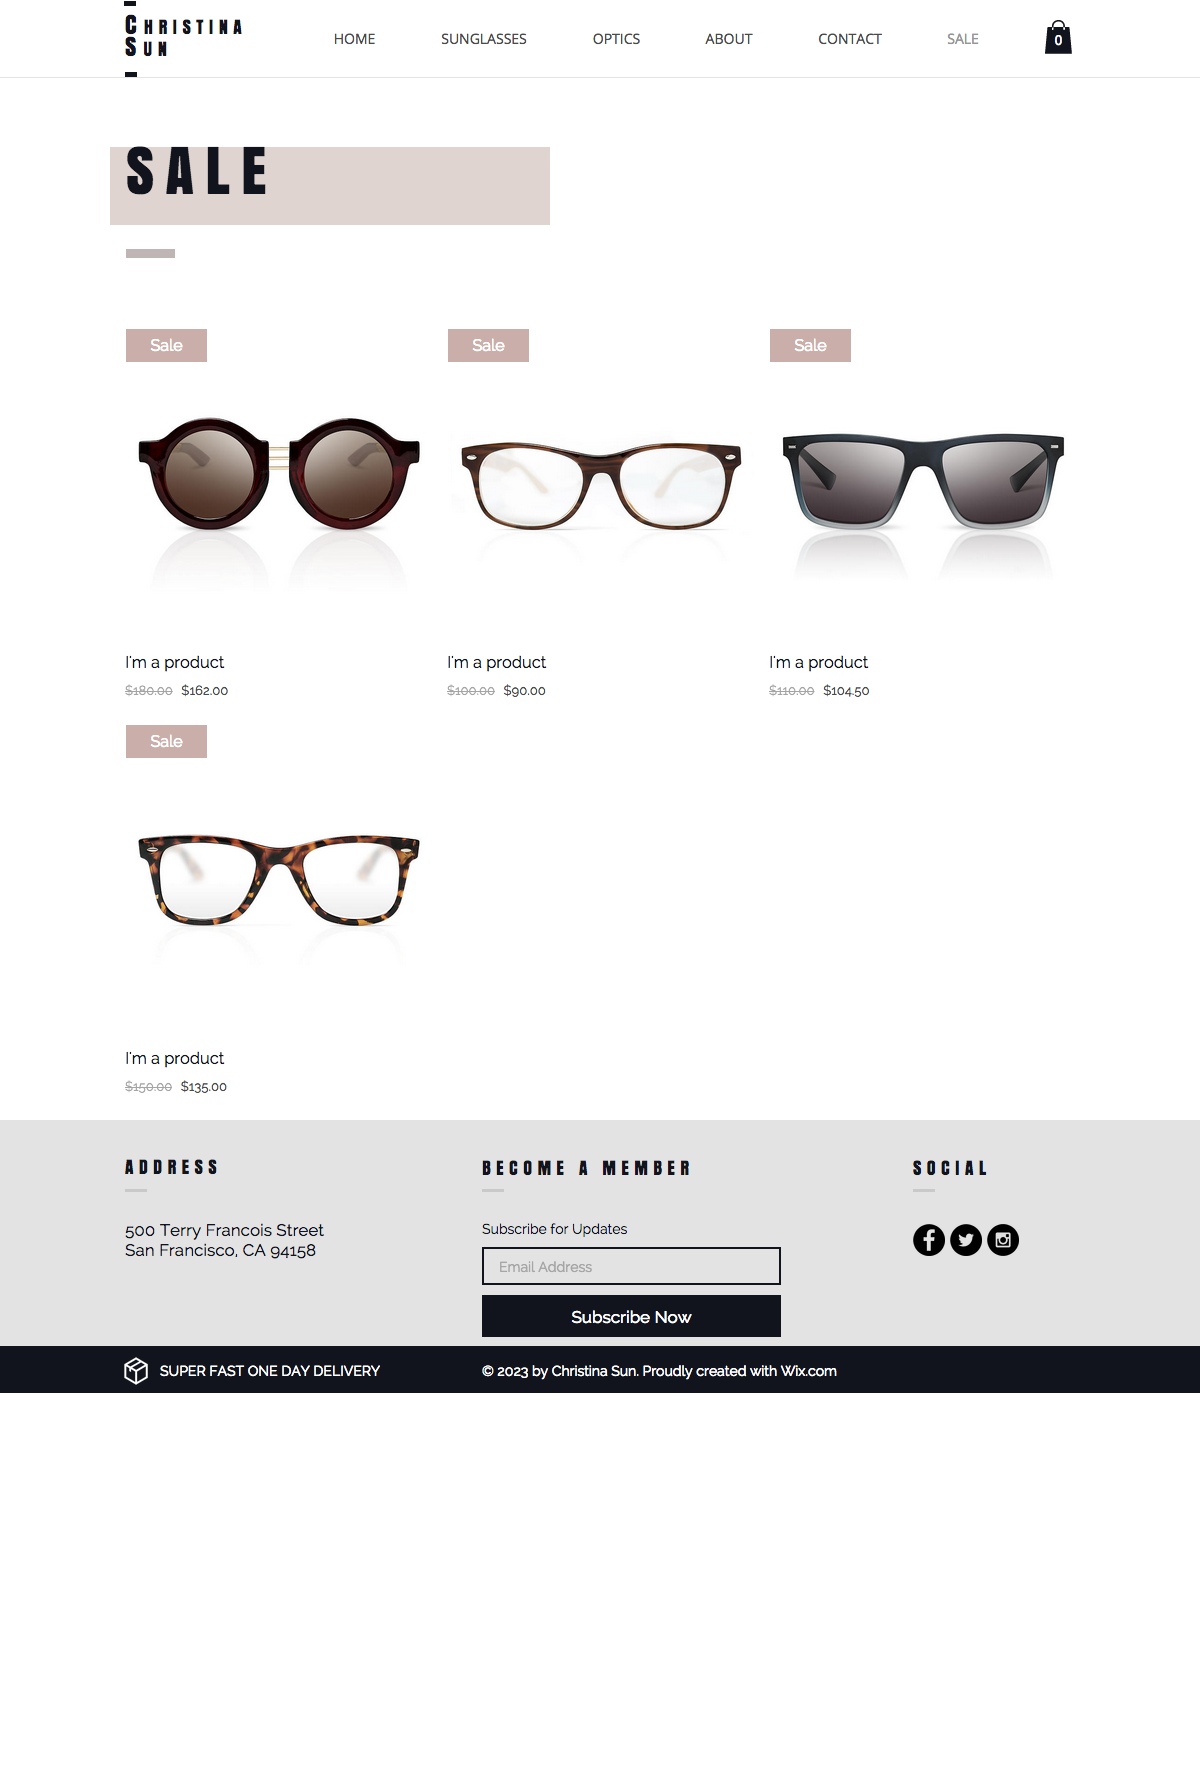 CHRISTINA
SUN
HOME SUNGLASSES OPTICS ABOUT CONTACT SALE 0
SALE
Sale Sale Sale
I'm a product I'm a product I'm a product
$180.00 $162.00 $100.00 $90.00 $110.00 $104.50
Sale
I'm a product
$150.00 $135.00
ADDRESS
500 Terry Francois Street
San Francisco, CA 94158
BECOME A MEMBER
Subscribe for Updates
Email Address
Subscribe Now
SOCIAL
SUPER FAST ONE DAY DELIVERY
© 2023 by Christina Sun. Proudly created with Wix.com